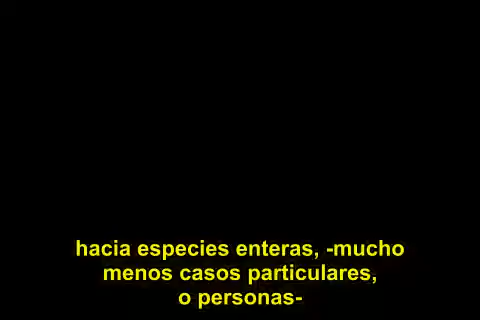 hacia especies enteras, -mucho
menos casos particulares,
o personas-